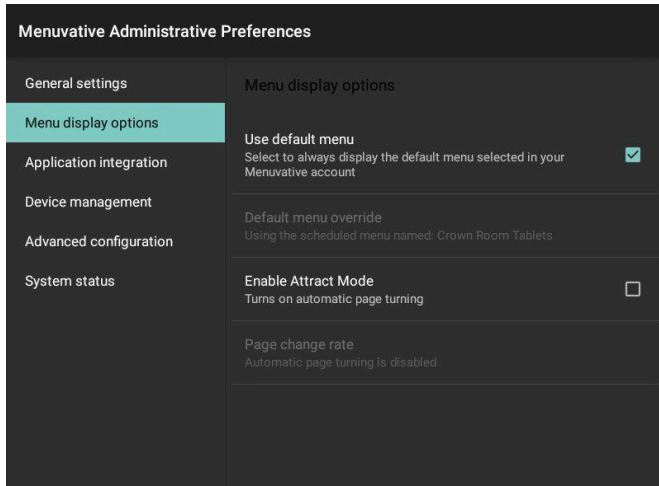 Menuvative Administrative Preferences
General settings
Menu display options
Application integration
Device management
Advanced configuration
System status
Menu display options
Use default menu
Select to always display the default menu selected in your
Menuvative account
Default menu override
Using the scheduled menu named: Crown Room Tablets
Enable Attract Mode
Turns on automatic page turning
Page change rate
Automatic page turning is disabled